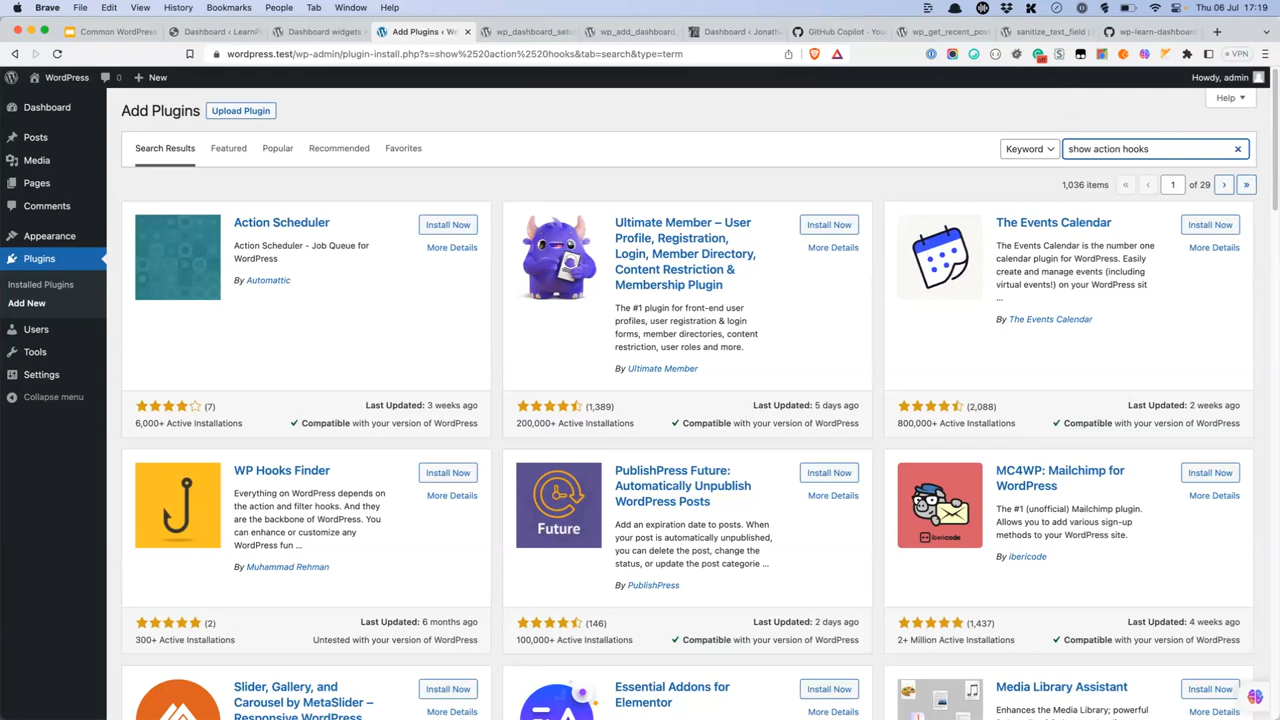 Brave File Edit View History Bookmarks People Tab Window Help
Thu 06 Jul 17:19
Common WordPress
Dashboard ‹ LearnP
Dashboard widgets
Add Plugins ‹ W
wp_dashboard_setu
wp_add_dashboard_
Dashboard ‹ Jonath
GitHub Copilot · You
wp_get_recent_post
sanitize_text_field |
wp-learn-dashboard
wordpress.test/wp-admin/plugin-install.php?s=show%2520action%2520hooks&tab=search&type=term
VPN
WordPress 0 New
Howdy, admin
Dashboard
Posts
Media
Pages
Comments
Appearance
Plugins
Installed Plugins
Add New
Users
Tools
Settings
Collapse menu
Add Plugins Upload Plugin
Help
Search Results Featured Popular Recommended Favorites
Keyword show action hooks
1,036 items « ‹ 1 of 29 › »
Action Scheduler
Install Now
More Details
Action Scheduler - Job Queue for
WordPress
By Automattic
(7)
6,000+ Active Installations
Last Updated: 3 weeks ago
Compatible with your version of WordPress
Ultimate Member – User
Profile, Registration,
Login, Member Directory,
Content Restriction &
Membership Plugin
Install Now
More Details
The #1 plugin for front-end user
profiles, user registration & login
forms, member directories, content
restriction, user roles and more.
By Ultimate Member
(1,389)
200,000+ Active Installations
Last Updated: 5 days ago
Compatible with your version of WordPress
The Events Calendar
Install Now
More Details
The Events Calendar is the number one
calendar plugin for WordPress. Easily
create and manage events (including
virtual events!) on your WordPress sit
...
By The Events Calendar
(2,088)
800,000+ Active Installations
Last Updated: 2 weeks ago
Compatible with your version of WordPress
WP Hooks Finder
Install Now
More Details
Everything on WordPress depends on
the action and filter hooks. And they
are the backbone of WordPress. You
can enhance or customize any
WordPress fun ...
By Muhammad Rehman
(2)
300+ Active Installations
Last Updated: 6 months ago
Untested with your version of WordPress
Future
PublishPress Future:
Automatically Unpublish
WordPress Posts
Install Now
More Details
Add an expiration date to posts. When
your post is automatically unpublished,
you can delete the post, change the
status, or update the post categorie ...
By PublishPress
(146)
100,000+ Active Installations
Last Updated: 2 days ago
Compatible with your version of WordPress
ibericode
MC4WP: Mailchimp for
WordPress
Install Now
More Details
The #1 (unofficial) Mailchimp plugin.
Allows you to add various sign-up
methods to your WordPress site.
By ibericode
(1,437)
2+ Million Active Installations
Last Updated: 4 weeks ago
Compatible with your version of WordPress
Slider, Gallery, and
Carousel by MetaSlider –
Responsive WordPress
Install Now
More Details
Essential Addons for
Elementor
Install Now
More Details
Media Library Assistant
Install Now
More Details
Enhances the Media Library; powerful